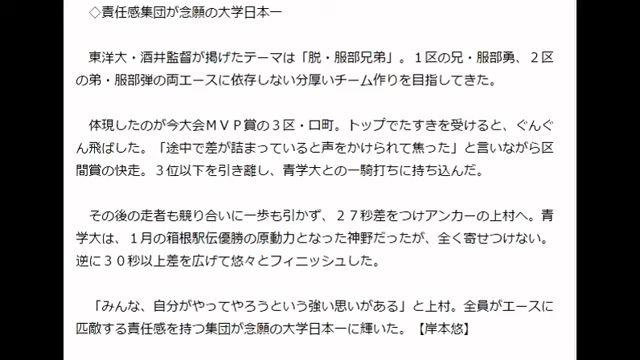 ◇責任感集団が念願の大学日本一
東洋大・酒井監督が掲げたテーマは「脱・服部兄弟」。１区の兄・服部勇、２区
の弟・服部弾の両エースに依存しない分厚いチーム作りを目指してきた。
体現したのが今大会ＭＶＰ賞の３区・口町。トップでたすきを受けると、ぐんぐ
ん飛ばした。「途中で差が詰まっていると声をかけられて焦った」と言いながら区
間賞の快走。３位以下を引き離し、青学大との一騎打ちに持ち込んだ。
その後の走者も競り合いに一歩も引かず、２７秒差をつけアンカーの上村へ。青
学大は、１月の箱根駅伝優勝の原動力となった神野だったが、全く寄せつけない。
逆に３０秒以上差を広げて悠々とフィニッシュした。
「みんな、自分がやってやろうという強い思いがある」と上村。全員がエースに
匹敵する責任感を持つ集団が念願の大学日本一に輝いた。【岸本悠】